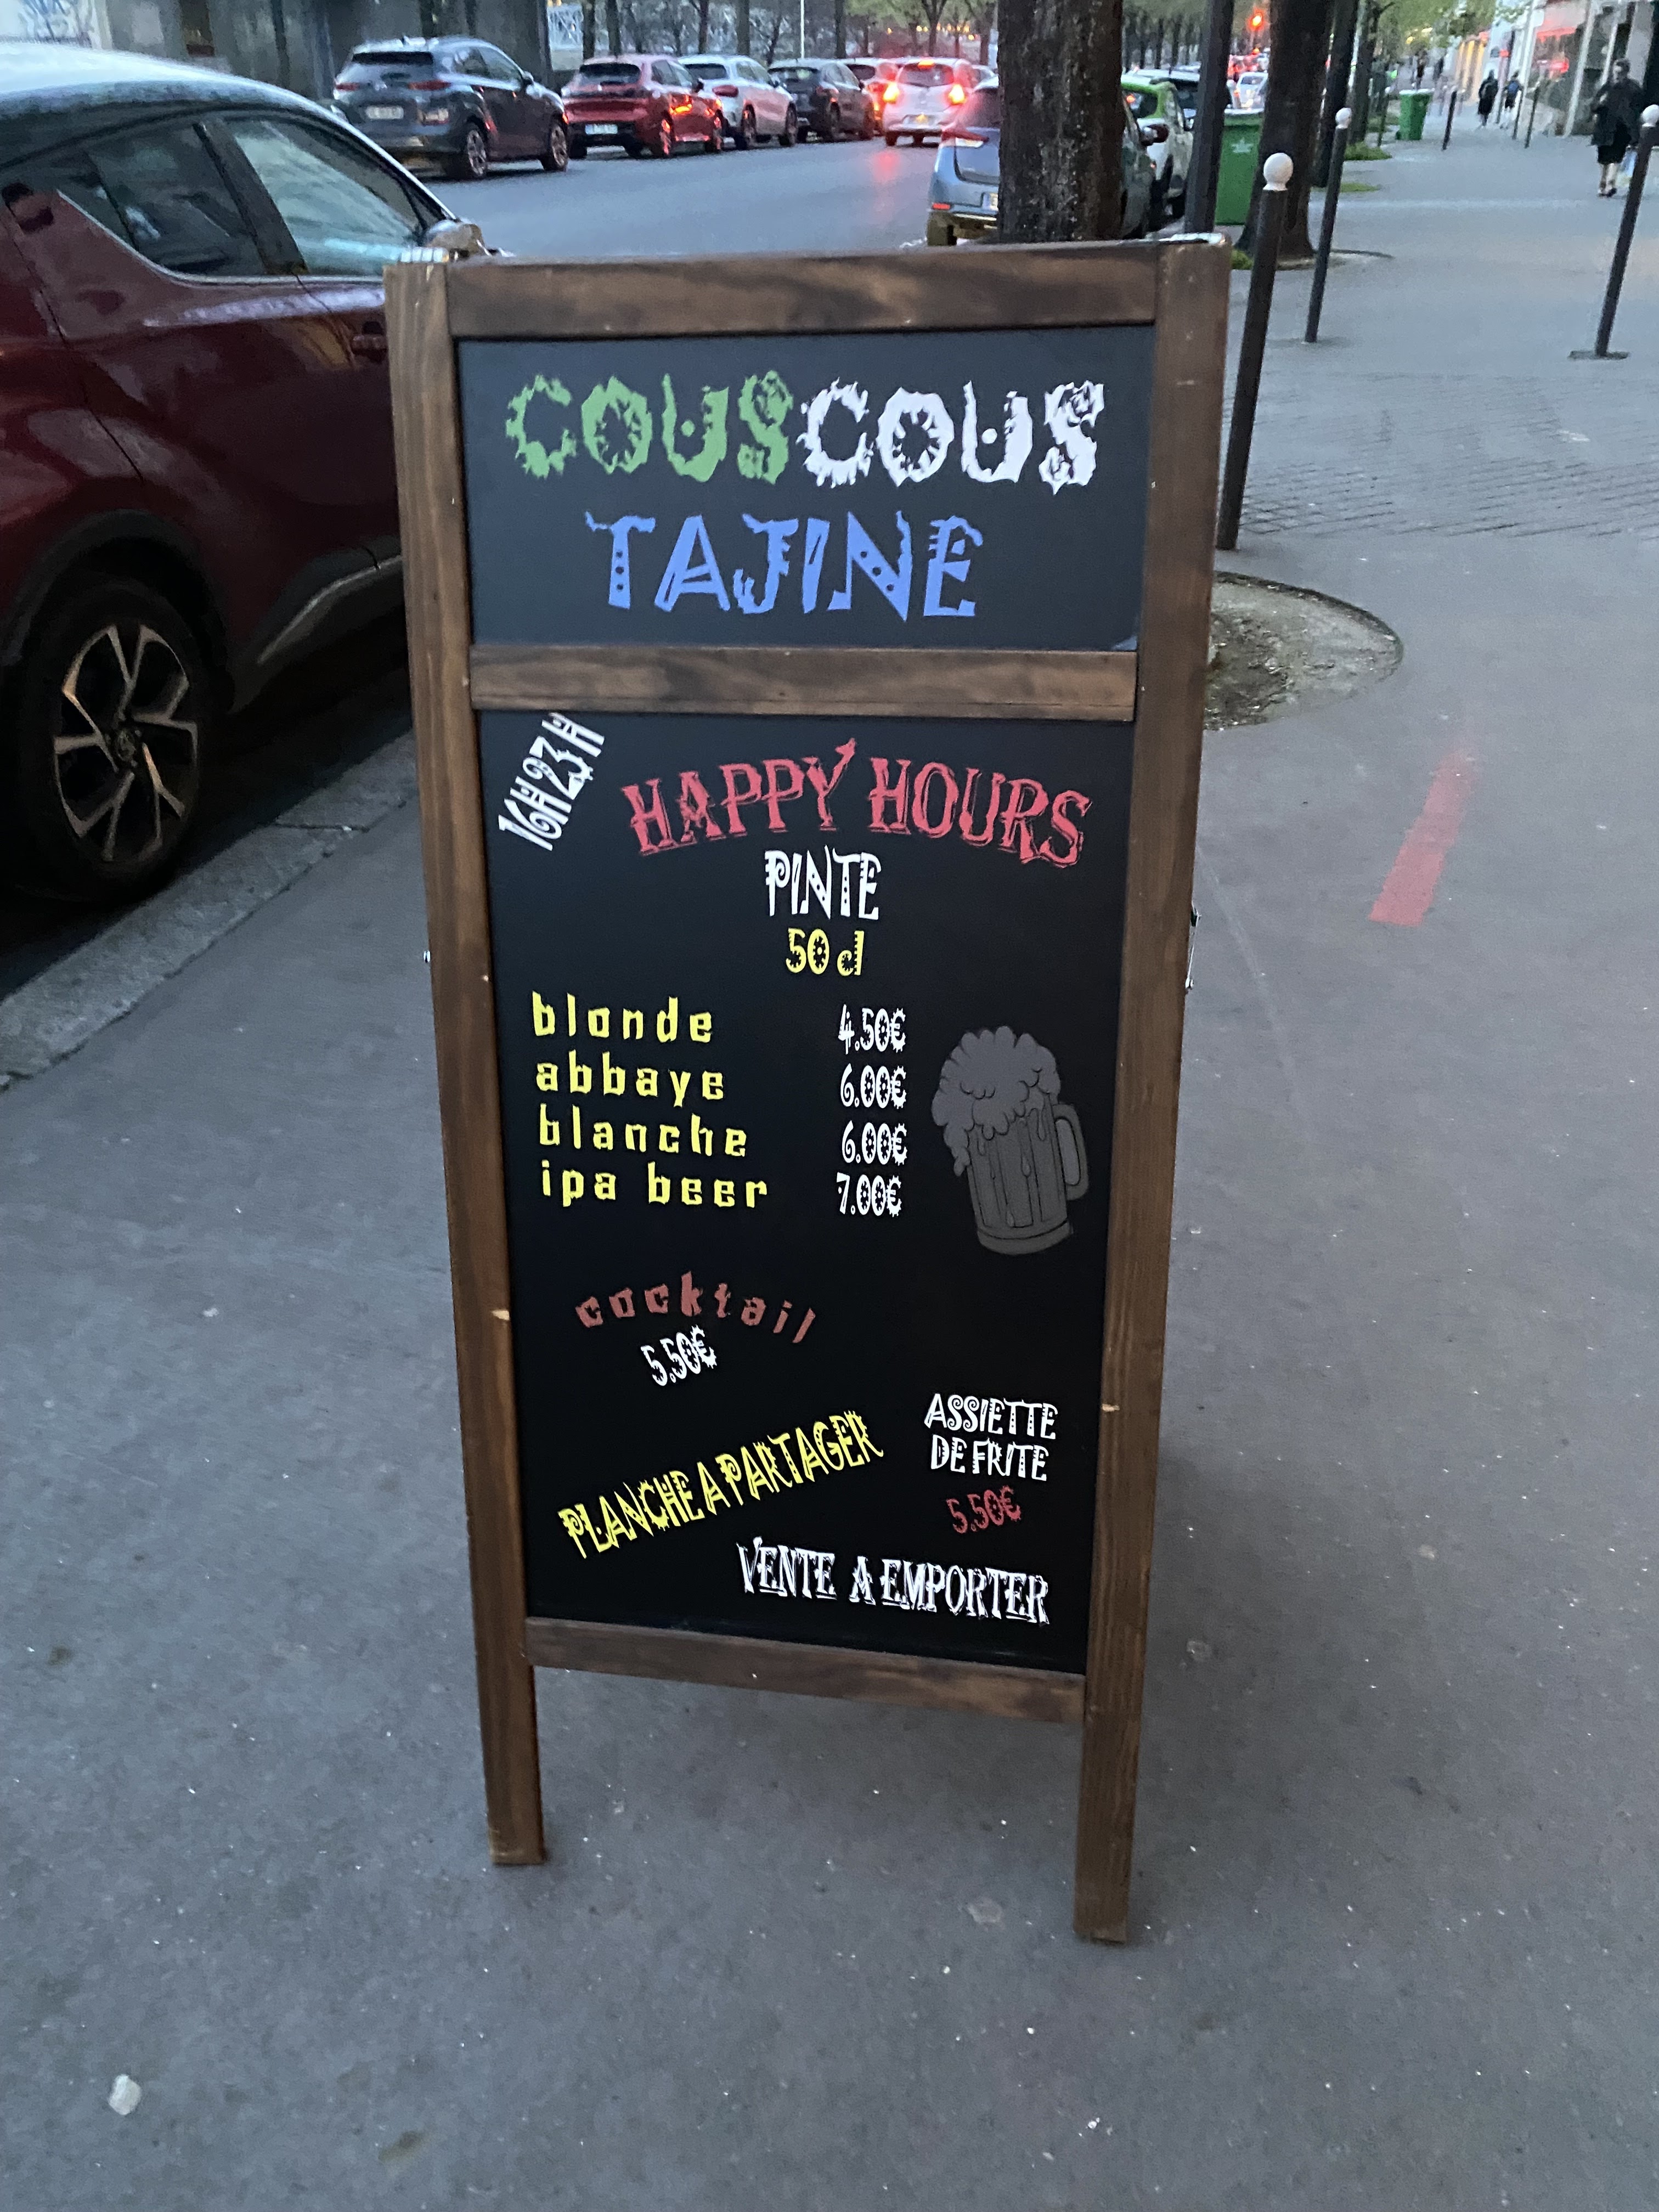 COUSCOUS
TAJINE
16H23H
HAPPY HOURS
PINTE
50 d
blonde 4.50€
abbaye 6.00€
blanche 6.00€
ipa beer 7.00€
cocktail
5.50€
ASSIETTE
DE FRITE
5.50€
PLANCHE A PARTAGER
VENTE A EMPORTER